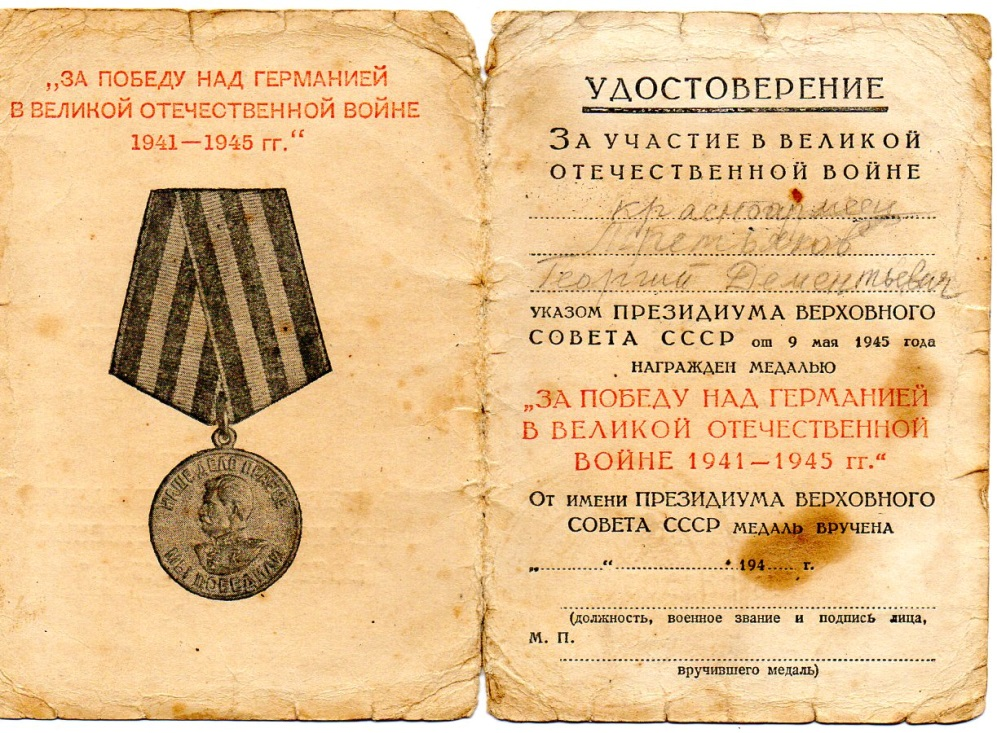 „ЗА ПОБЕДУ НАД ГЕРМАНИЕЙ
В ВЕЛИКОЙ ОТЕЧЕСТВЕННОЙ ВОЙНЕ
1941—1945 гг.“
НАШЕ ДЕЛО ПРАВОЕ
МЫ ПОБЕДИЛИ
УДОСТОВЕРЕНИЕ
ЗА УЧАСТИЕ В ВЕЛИКОЙ
ОТЕЧЕСТВЕННОЙ ВОЙНЕ
красноармеец
Третьяков
Георгий Дементьевич
УКАЗОМ ПРЕЗИДИУМА ВЕРХОВНОГО
СОВЕТА СССР от 9 мая 1945 года
НАГРАЖДЕН МЕДАЛЬЮ
„ЗА ПОБЕДУ НАД ГЕРМАНИЕЙ
В ВЕЛИКОЙ ОТЕЧЕСТВЕННОЙ
ВОЙНЕ 1941—1945 гг.“
ОТ ИМЕНИ ПРЕЗИДИУМА ВЕРХОВНОГО
СОВЕТА СССР МЕДАЛЬ ВРУЧЕНА
„..........“ .................... 194..... г.
(должность, военное звание и подпись лица,
М. П.
вручившего медаль)